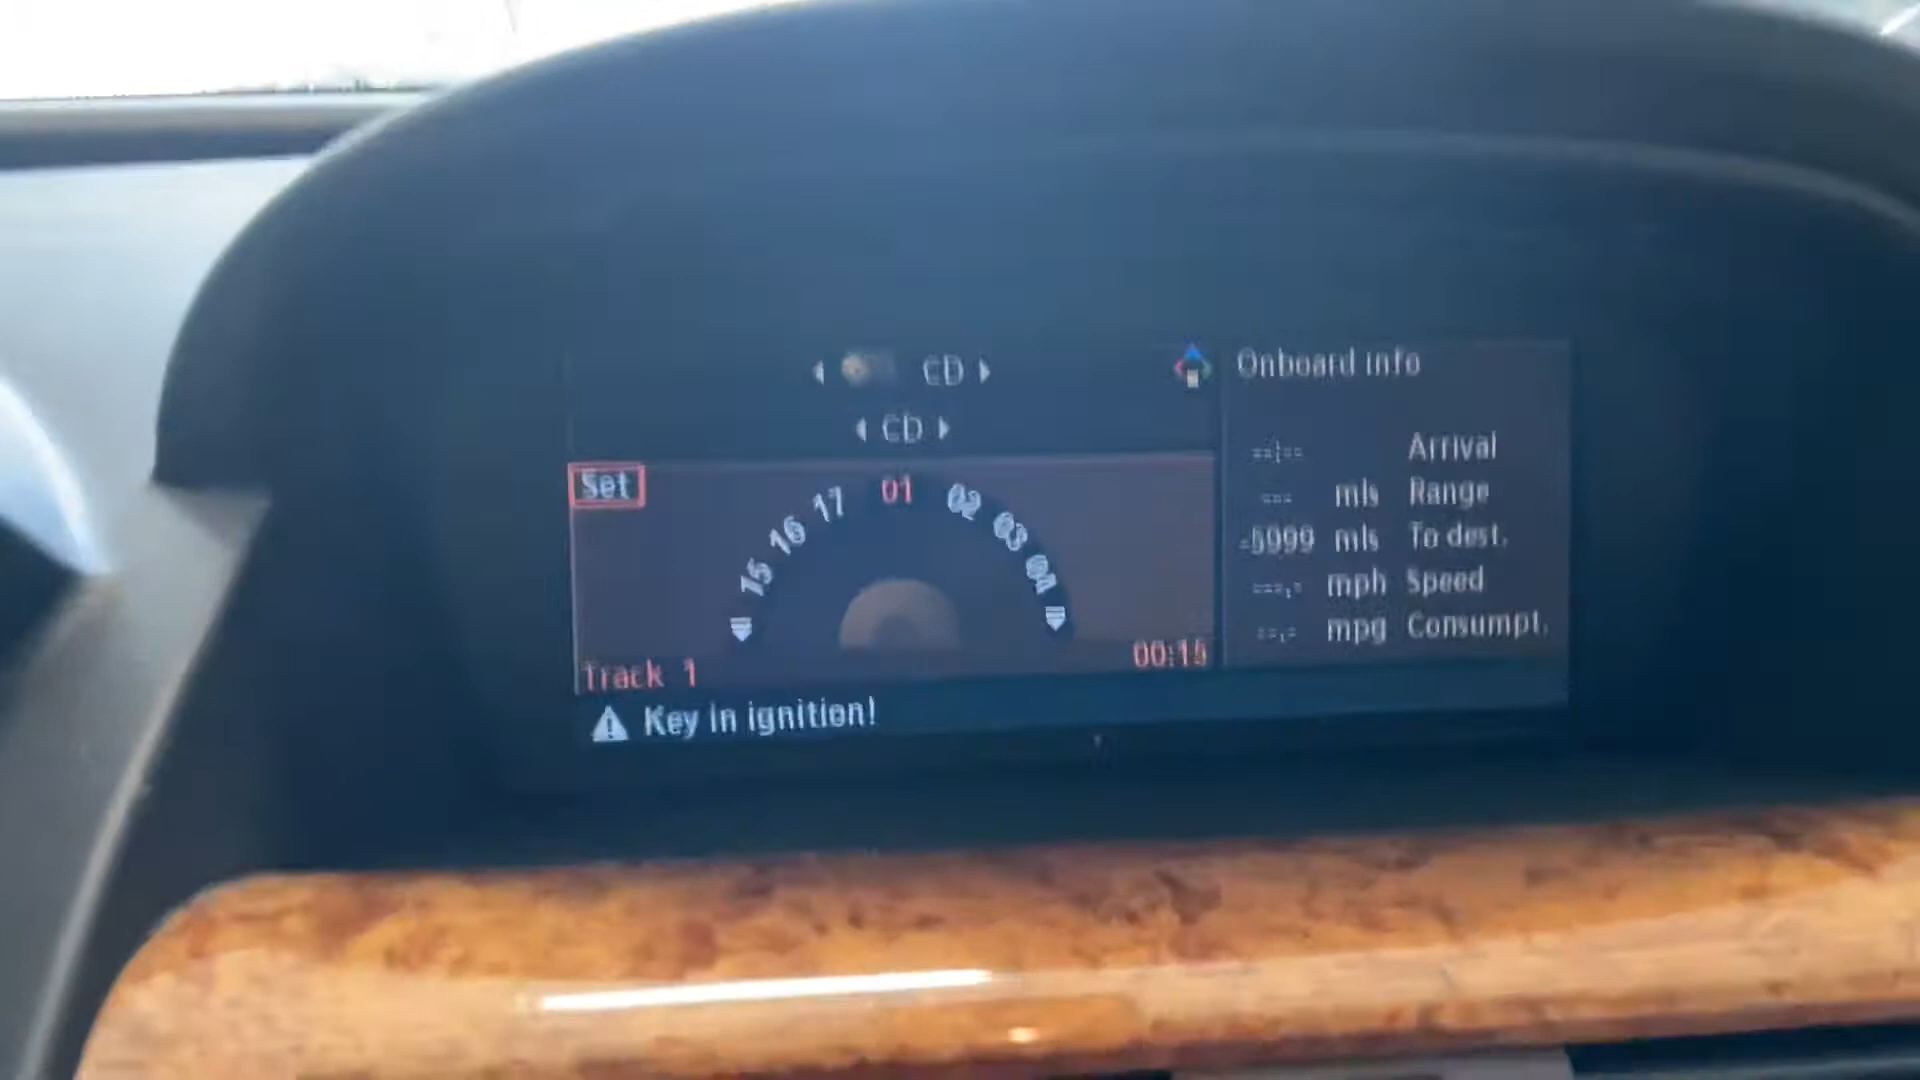 CD
CD
Set
15 16 17 01 02 03 04
Track 1
00:15
Key in ignition!
Onboard info
--:-- Arrival
--- mls Range
-5999 mls To dest.
---.- mph Speed
--.- mpg Consumpt.